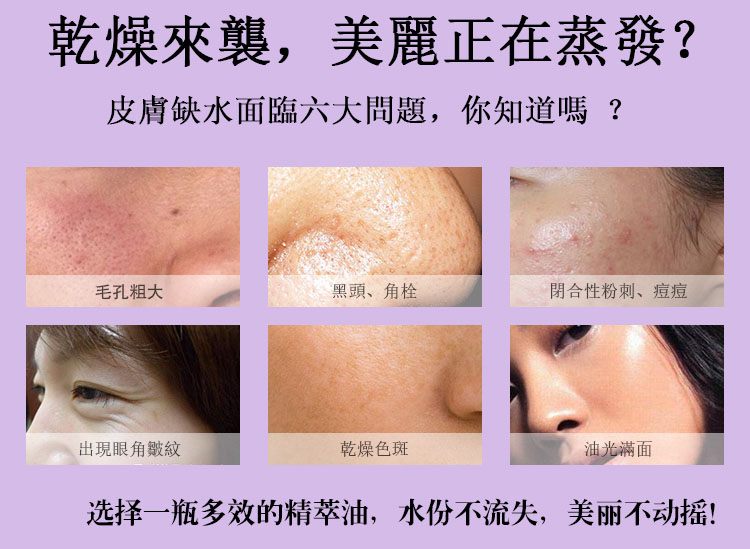 乾燥來襲，美麗正在蒸發？
皮膚缺水面臨六大問題，你知道嗎 ？
毛孔粗大
黑頭、角栓
閉合性粉刺、痘痘
出現眼角皺紋
乾燥色斑
油光滿面
选择一瓶多效的精萃油，水份不流失，美丽不动摇!